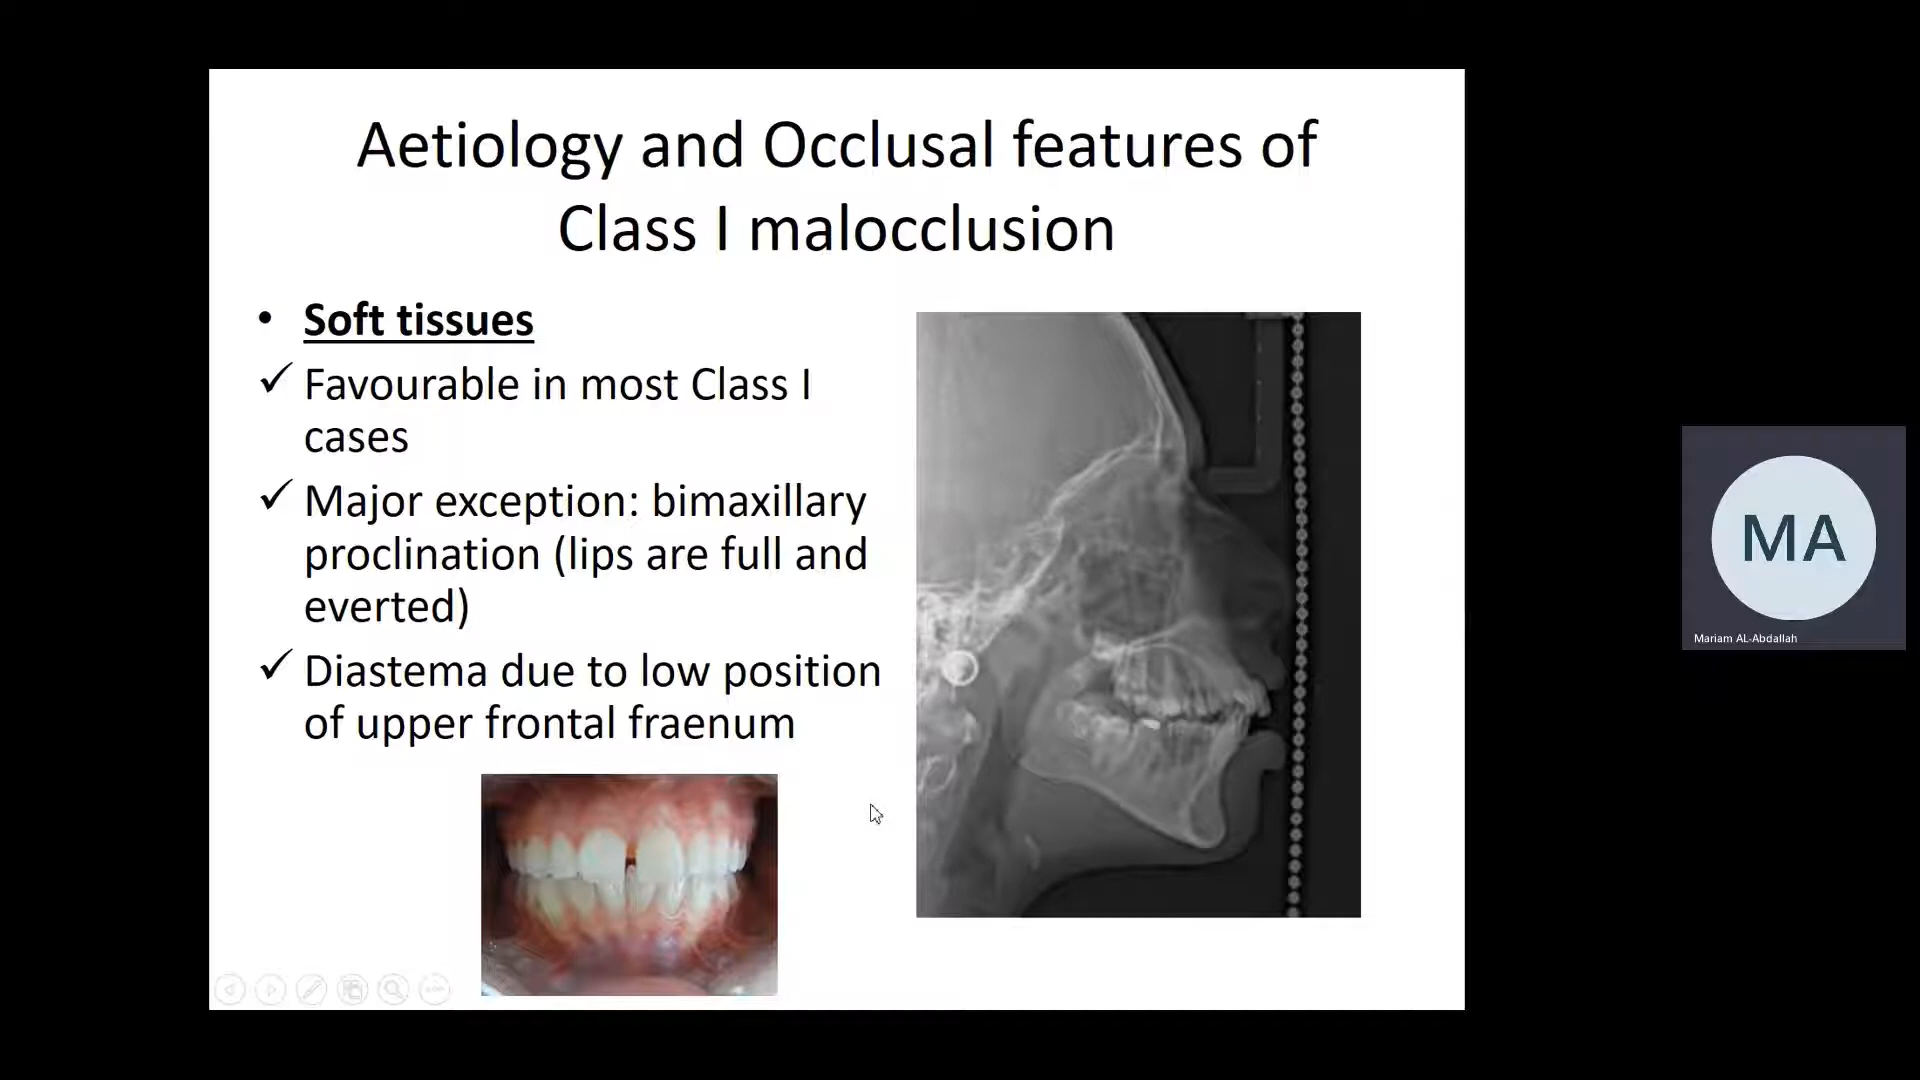 Aetiology and Occlusal features of
Class I malocclusion
• Soft tissues
✓ Favourable in most Class I
cases
✓ Major exception: bimaxillary
proclination (lips are full and
everted)
✓ Diastema due to low position
of upper frontal fraenum
MA
Mariam AL-Abdallah